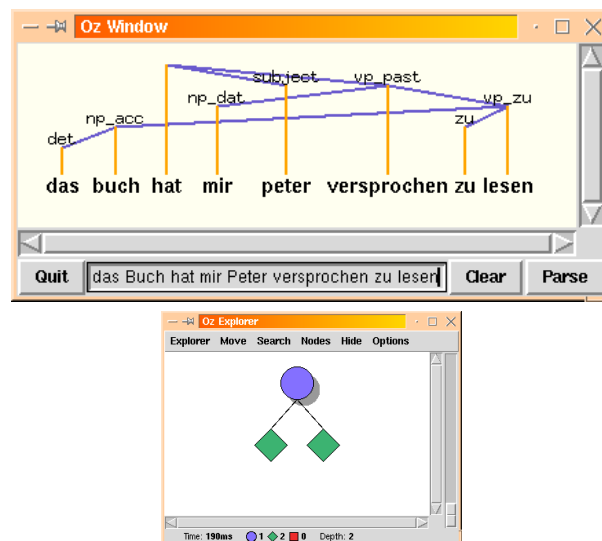 Oz Window
subject vp_past
np_dat vp_zu
np_acc zu
det
das buch hat mir peter versprochen zu lesen
Quit das Buch hat mir Peter versprochen zu lesen Clear Parse
Oz Explorer
Explorer Move Search Nodes Hide Options
Time: 190ms 1 2 0 Depth: 2